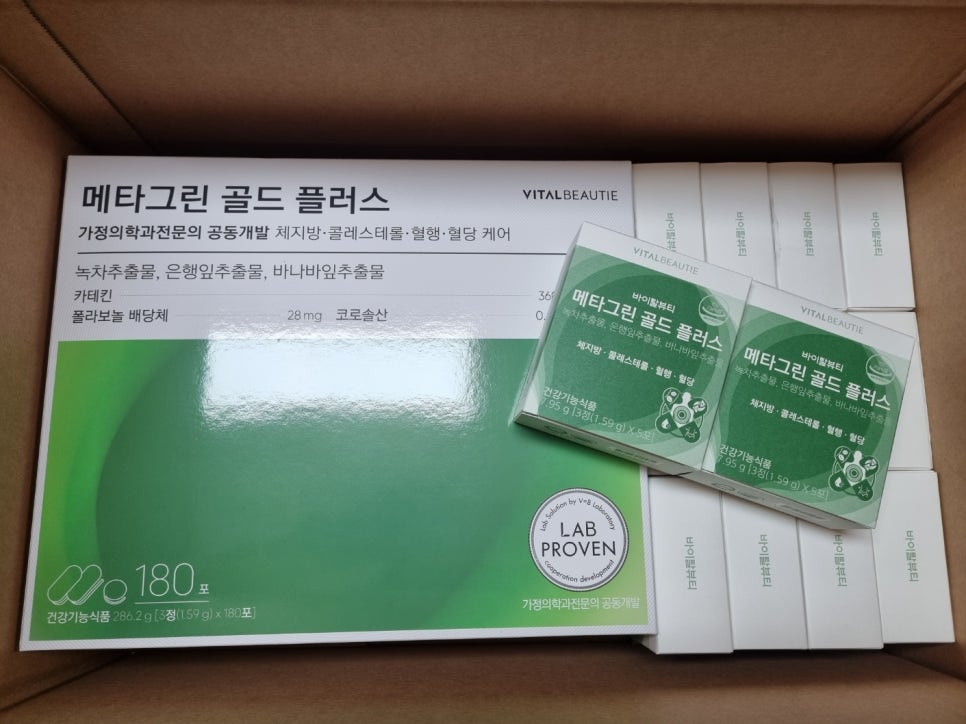 메타그린 골드 플러스
VITALBEAUTIE
가정의학과전문의 공동개발 체지방·콜레스테롤·혈행·혈당 케어
녹차추출물, 은행잎추출물, 바나바잎추출물
카테킨
플라보놀 배당체 28 mg 코로솔산
Lab Solution by V=B Laboratory
LAB
PROVEN
cooperation development
가정의학과전문의 공동개발
180 포
건강기능식품 286.2 g [3정(1.59 g) x 180포]
VITALBEAUTIE
바이탈뷰티
메타그린 골드 플러스
녹차추출물, 은행잎추출물, 바나바잎추출물
체지방·콜레스테롤·혈행·혈당
건강기능식품
7.95 g [3정(1.59 g) X 5포]
VITALBEAUTIE
바이탈뷰티
메타그린 골드 플러스
녹차추출물, 은행잎추출물, 바나바잎추출물
체지방·콜레스테롤·혈행·혈당
건강기능식품
7.95 g [3정(1.59 g) X 5포]
바이탈뷰티
바이탈뷰티
바이탈뷰티
바이탈뷰티
바이탈뷰티
바이탈뷰티
바이탈뷰티
바이탈뷰티